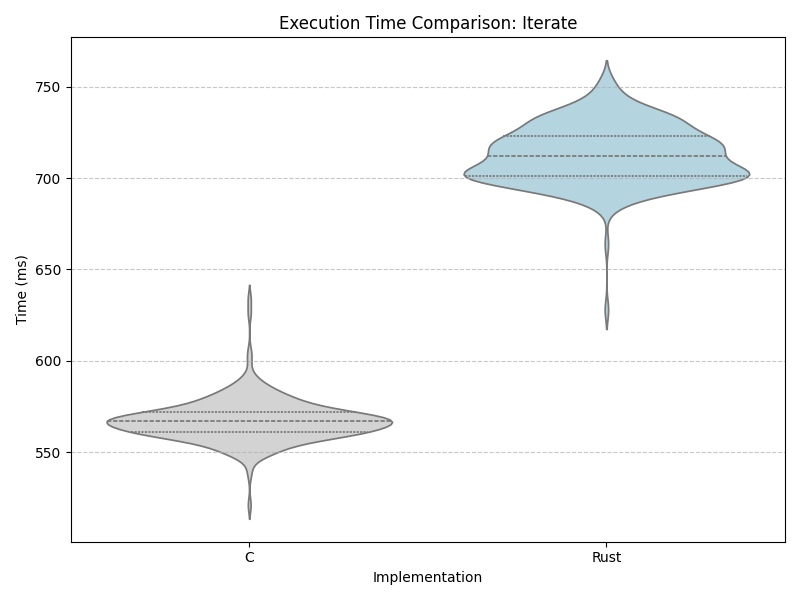 Execution Time Comparison: Iterate
Time (ms)
750
700
650
600
550
C
Rust
Implementation